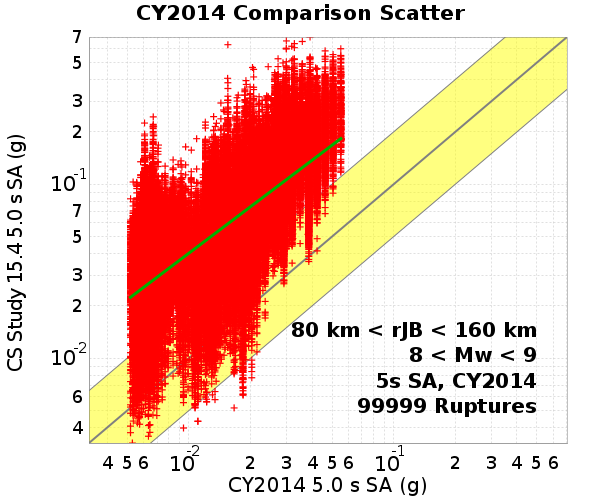 CY2014 Comparison Scatter
7
5
3
2
10-1
7
5
3
2
10-2
6
4
CS Study 15.4 5.0 s SA (g)
80 km < rJB < 160 km
8 < Mw < 9
5s SA, CY2014
99999 Ruptures
4 5 6 10-2 2 3 4 5 6 10-1 2 3 4 5 6
CY2014 5.0 s SA (g)